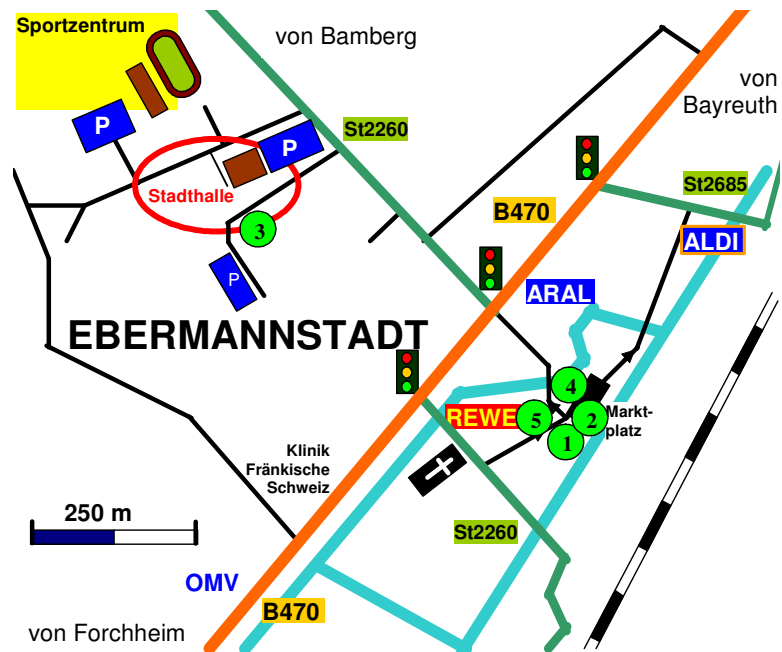 Sportzentrum
von Bamberg
von
Bayreuth
P
P
St2260
Stadthalle
St2685
B470
3
ALDI
P
ARAL
EBERMANNSTADT
4
REWE
5
2
Markt-
platz
1
Klinik
Fränkische
Schweiz
250 m
St2260
OMV
B470
von Forchheim